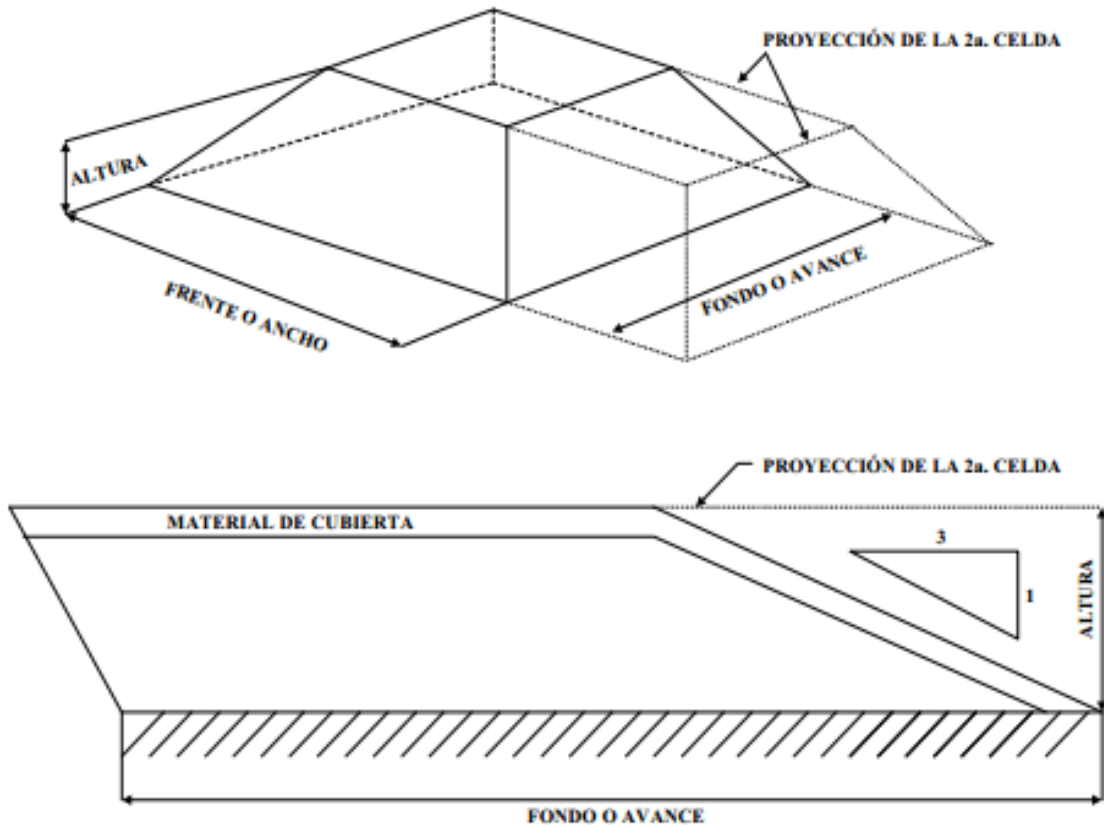 PROYECCIÓN DE LA 2a. CELDA
ALTURA
FRENTE O ANCHO
FONDO O AVANCE
PROYECCIÓN DE LA 2a. CELDA
MATERIAL DE CUBIERTA
3
1
ALTURA
FONDO O AVANCE